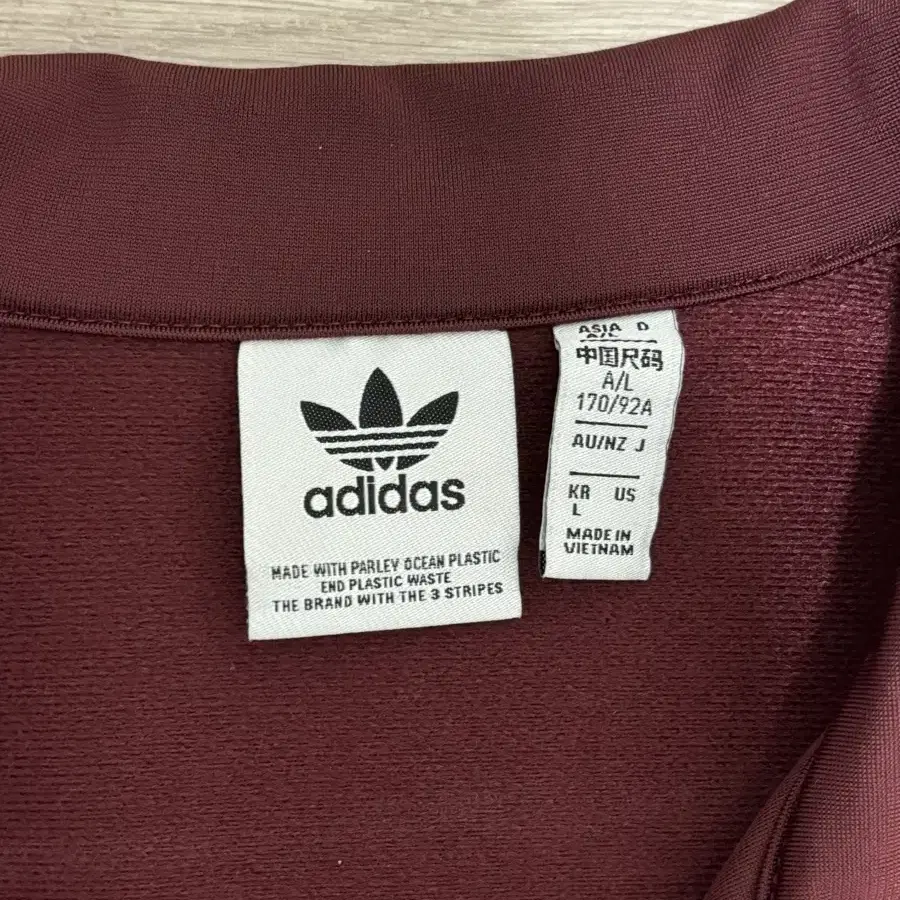 adidas
MADE WITH PARLEY OCEAN PLASTIC
END PLASTIC WASTE
THE BRAND WITH THE 3 STRIPES
ASIA D
A/L
中国尺码
A/L
170/92A
AU/NZ J
KR US
L
MADE IN
VIETNAM